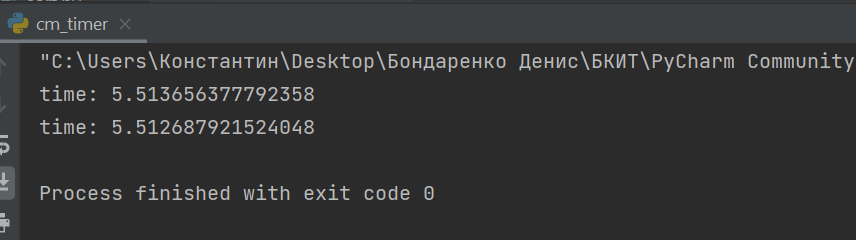 cm_timer
"C:\Users\Константин\Desktop\Бондаренко Денис\БКИТ\PyCharm Community
time: 5.513656377792358
time: 5.512687921524048
Process finished with exit code 0